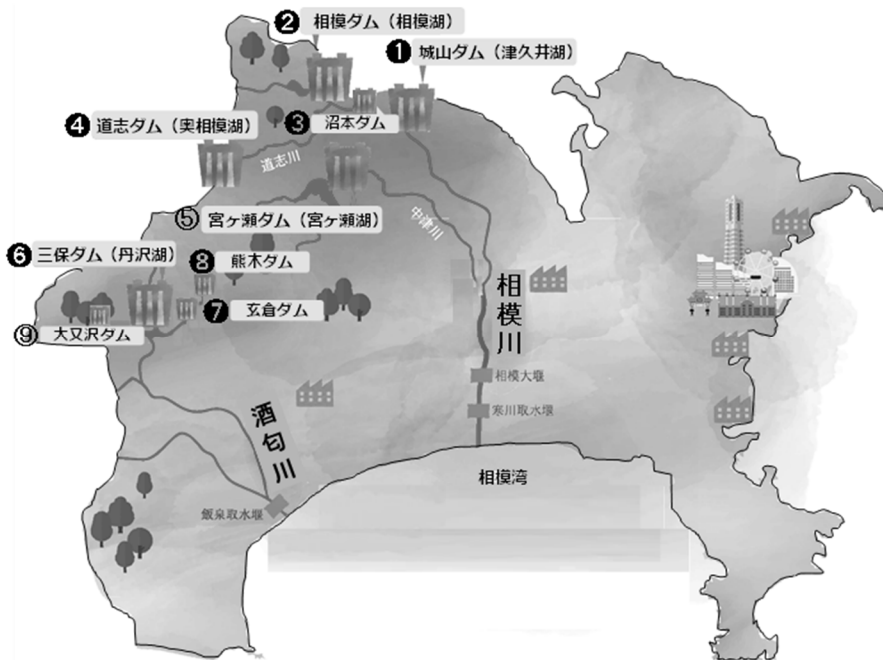 ❷ 相模ダム（相模湖）
❶ 城山ダム（津久井湖）
❹ 道志ダム（奥相模湖）
❸ 沼本ダム
道志川
⑤ 宮ヶ瀬ダム（宮ヶ瀬湖）
中津川
❻ 三保ダム（丹沢湖）
❽ 熊木ダム
❼ 玄倉ダム
⑨ 大又沢ダム
相模川
相模大堰
寒川取水堰
酒匂川
飯泉取水堰
相模湾